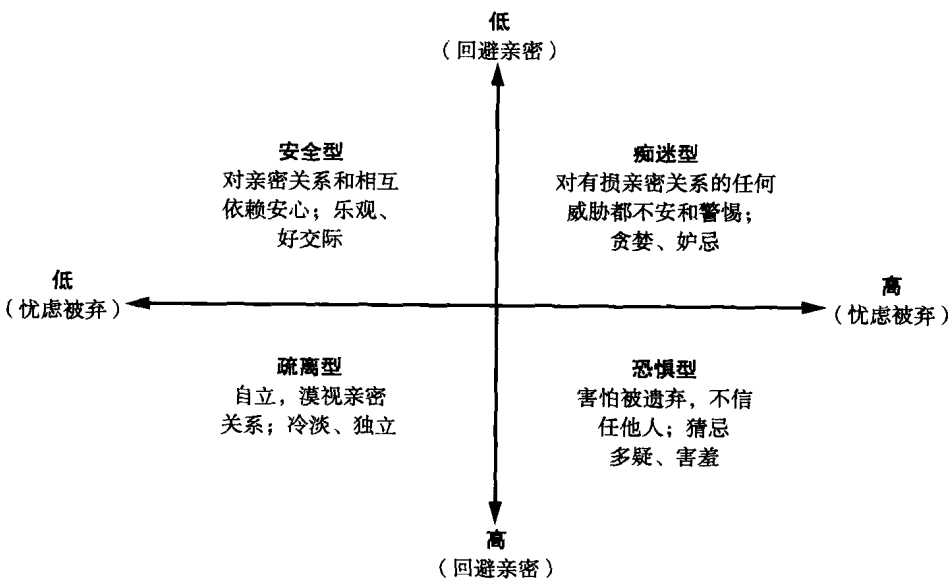 低
（回避亲密）
安全型
对亲密关系和相互
依赖安心；乐观、
好交际
痴迷型
对有损亲密关系的任何
威胁都不安和警惕；
贪婪、妒忌
低
（忧虑被弃）
高
（忧虑被弃）
疏离型
自立，漠视亲密
关系；冷淡、独立
恐惧型
害怕被遗弃，不信
任他人；猜忌
多疑、害羞
高
（回避亲密）